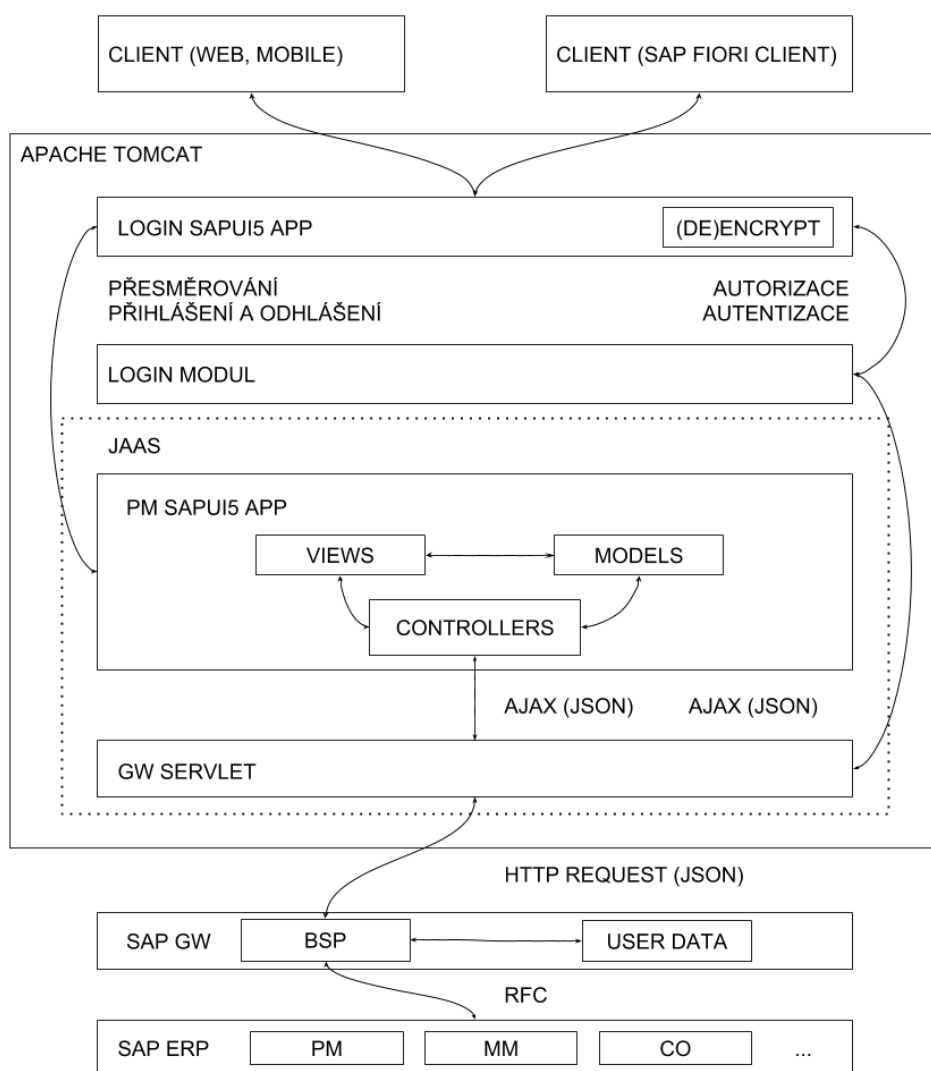 CLIENT (WEB, MOBILE)
CLIENT (SAP FIORI CLIENT)
APACHE TOMCAT
LOGIN SAPUI5 APP
(DE)ENCRYPT
PŘESMĚROVÁNÍ
PŘIHLÁŠENÍ A ODHLÁŠENÍ
AUTORIZACE
AUTENTIZACE
LOGIN MODUL
JAAS
PM SAPUI5 APP
VIEWS
MODELS
CONTROLLERS
AJAX (JSON)
AJAX (JSON)
GW SERVLET
HTTP REQUEST (JSON)
SAP GW
BSP
USER DATA
RFC
SAP ERP
PM
MM
CO
...